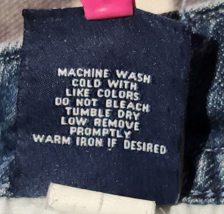 MACHINE WASH
COLD WITH
LIKE COLORS
DO NOT BLEACH
TUMBLE DRY
LOW REMOVE
PROMPTLY
WARM IRON IF DESIRED